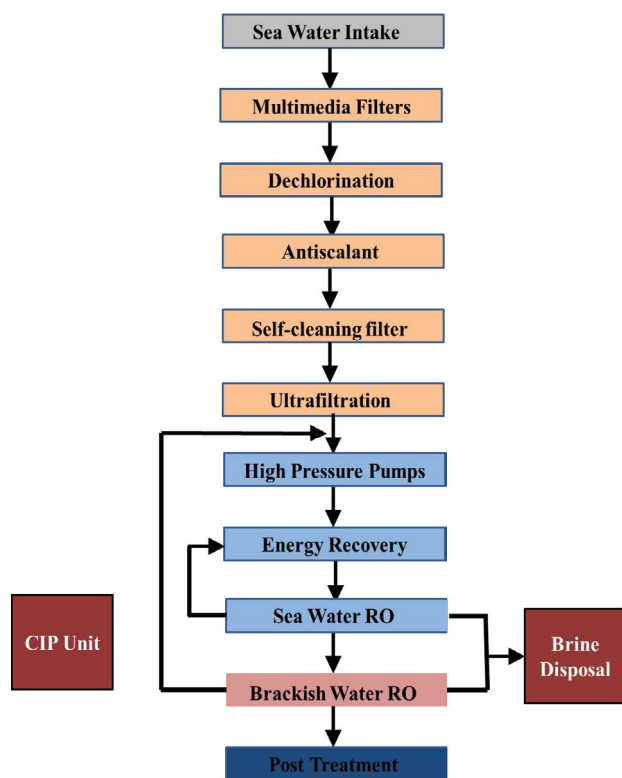 Sea Water Intake
Multimedia Filters
Dechlorination
Antiscalant
Self-cleaning filter
Ultrafiltration
High Pressure Pumps
Energy Recovery
Sea Water RO
CIP Unit
Brine
Disposal
Brackish Water RO
Post Treatment